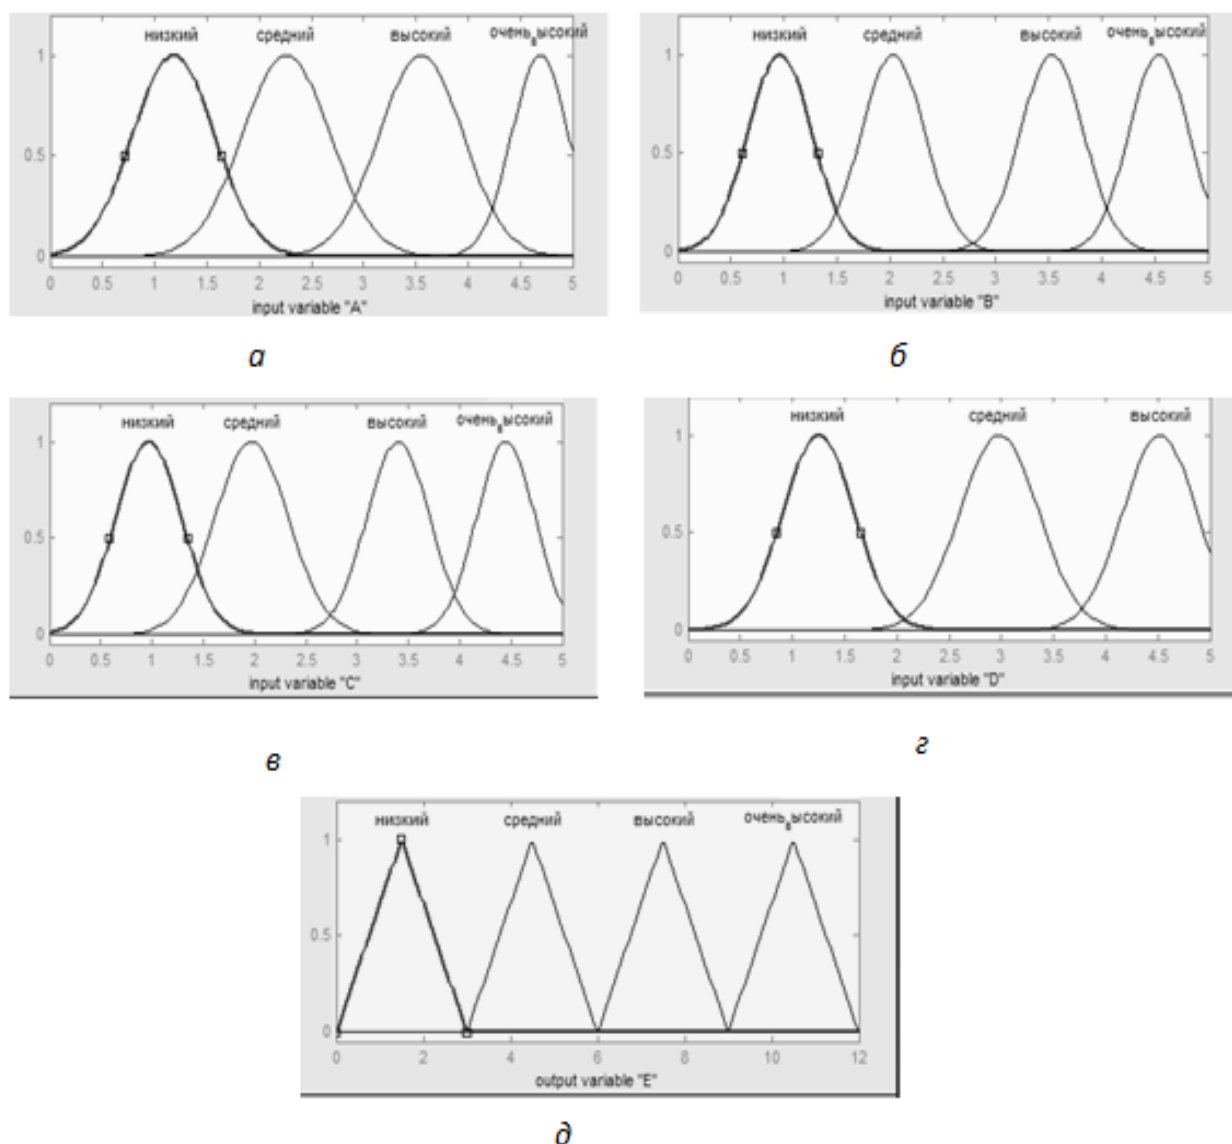 низкий средний высокий очень_высокий
1
0.5
0
0 0.5 1 1.5 2 2.5 3 3.5 4 4.5 5
input variable "A"
а
низкий средний высокий очень_высокий
1
0.5
0
0 0.5 1 1.5 2 2.5 3 3.5 4 4.5 5
input variable "B"
б
низкий средний высокий очень_высокий
1
0.5
0
0 0.5 1 1.5 2 2.5 3 3.5 4 4.5 5
input variable "C"
в
низкий средний высокий
1
0.5
0
0 0.5 1 1.5 2 2.5 3 3.5 4 4.5 5
input variable "D"
г
низкий средний высокий очень_высокий
1
0.5
0
0 2 4 6 8 10 12
output variable "E"
д